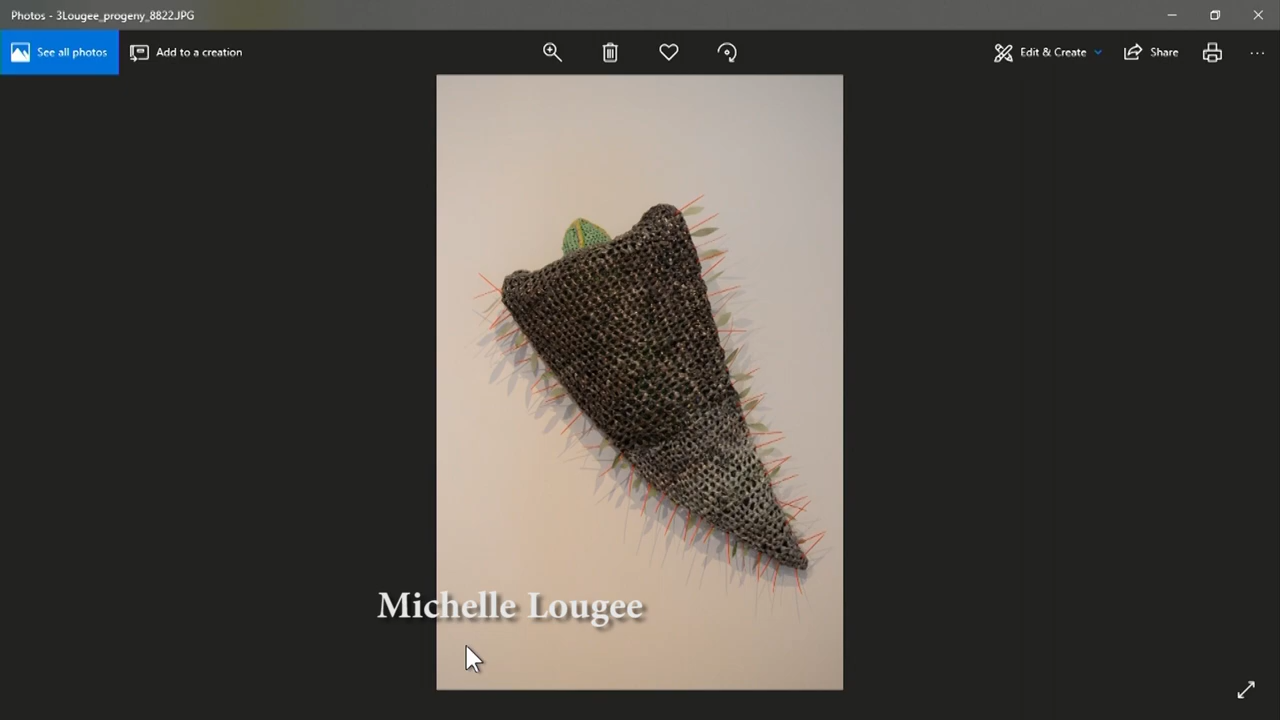 Photos - 3Lougee_progeny_8822.JPG
See all photos
Add to a creation
Edit & Create
Share
Michelle Lougee